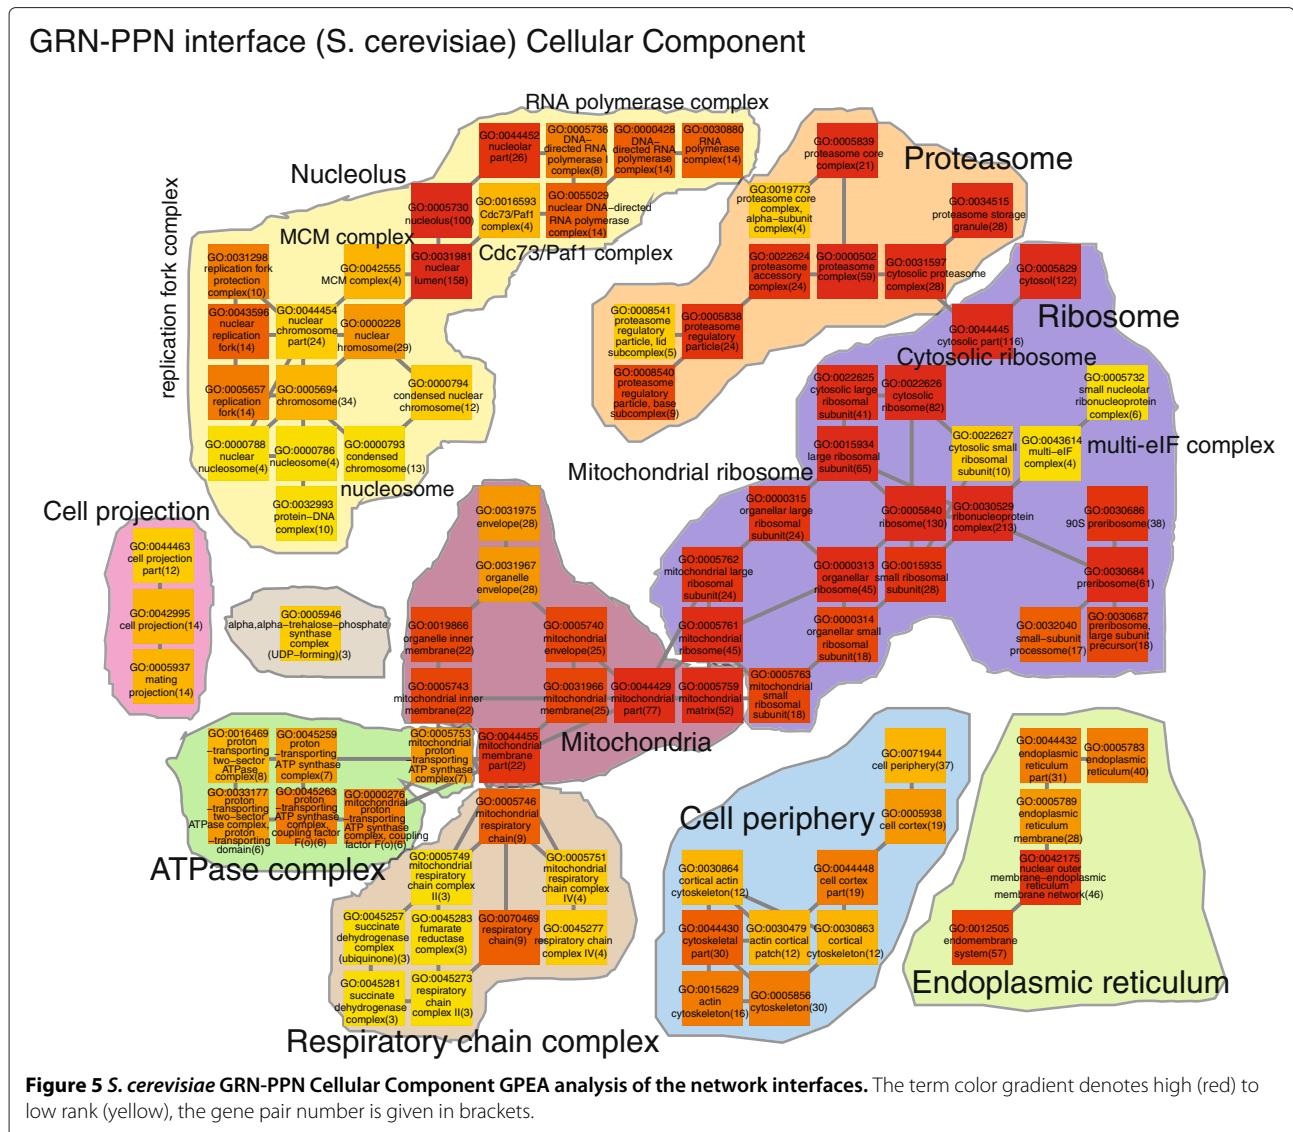 GRN-PPN interface (S. cerevisiae) Cellular Component
RNA polymerase complex
Nucleolus
MCM complex
Cdc73/Paf1 complex
replication fork complex
nucleosome
GO:0044452
nucleolar
part(26)
GO:0005736
DNA−
directed RNA
polymerase I
complex(8)
GO:0000428
DNA−
directed RNA
polymerase
complex(14)
GO:0030880
RNA
polymerase
complex(14)
GO:0005730
nucleolus(100)
GO:0016593
Cdc73/Paf1
complex(4)
GO:0055029
nuclear DNA−directed
RNA polymerase
complex(14)
GO:0031298
replication fork
protection
complex(10)
GO:0042555
MCM complex(4)
GO:0031981
nuclear
lumen(158)
GO:0043596
nuclear
replication
fork(14)
GO:0044454
nuclear
chromosome
part(24)
GO:0000228
nuclear
chromosome(29)
GO:0005657
replication
fork(14)
GO:0005694
chromosome(34)
GO:0000794
condensed nuclear
chromosome(12)
GO:0000788
nuclear
nucleosome(4)
GO:0000786
nucleosome(4)
GO:0000793
condensed
chromosome(13)
GO:0032993
protein−DNA
complex(10)
Proteasome
GO:0005839
proteasome core
complex(21)
GO:0019773
proteasome core
complex,
alpha−subunit
complex(4)
GO:0034515
proteasome storage
granule(28)
GO:0022624
proteasome
accessory
complex(24)
GO:0000502
proteasome
complex(59)
GO:0031597
cytosolic proteasome
complex(28)
GO:0008541
proteasome
regulatory
particle, lid
subcomplex(5)
GO:0005838
proteasome
regulatory
particle(24)
GO:0008540
proteasome
regulatory
particle, base
subcomplex(9)
Ribosome
Cytosolic ribosome
multi-eIF complex
Mitochondrial ribosome
GO:0005829
cytosol(122)
GO:0044445
cytosolic part(116)
GO:0022625
cytosolic large
ribosomal
subunit(41)
GO:0022626
cytosolic
ribosome(82)
GO:0005732
small nucleolar
ribonucleoprotein
complex(6)
GO:0015934
large ribosomal
subunit(65)
GO:0022627
cytosolic small
ribosomal
subunit(10)
GO:0043614
multi−eIF
complex(4)
GO:0000315
organellar large
ribosomal
subunit(24)
GO:0005840
ribosome(130)
GO:0030529
ribonucleoprotein
complex(213)
GO:0030686
90S preribosome(38)
GO:0005762
mitochondrial large
ribosomal
subunit(24)
GO:0000313
organellar
ribosome(45)
GO:0015935
small ribosomal
subunit(28)
GO:0030684
preribosome(61)
GO:0005761
mitochondrial
ribosome(45)
GO:0000314
organellar small
ribosomal
subunit(18)
GO:0032040
small−subunit
processome(17)
GO:0030687
preribosome,
large subunit
precursor(18)
GO:0005763
mitochondrial
small
ribosomal
subunit(18)
Cell projection
GO:0044463
cell projection
part(12)
GO:0042995
cell projection(14)
GO:0005937
mating
projection(14)
GO:0005946
alpha,alpha−trehalose−phosphate
synthase
complex
(UDP−forming)(3)
Mitochondria
GO:0031975
envelope(28)
GO:0031967
organelle
envelope(28)
GO:0019866
organelle inner
membrane(22)
GO:0005740
mitochondrial
envelope(25)
GO:0005743
mitochondrial inner
membrane(22)
GO:0031966
mitochondrial
membrane(25)
GO:0044429
mitochondrial
part(77)
GO:0005759
mitochondrial
matrix(52)
GO:0044455
mitochondrial
membrane part
(22)
ATPase complex
GO:0016469
proton
−transporting
two−sector
ATPase
complex(8)
GO:0045259
proton
−transporting
ATP synthase
complex(7)
GO:0005753
mitochondrial
proton
−transporting
ATP synthase
complex(7)
GO:0033177
proton
−transporting
two−sector
ATPase complex,
proton
−transporting
domain(6)
GO:0045263
proton
−transporting
ATP synthase
complex,
coupling factor
F(o)(6)
GO:0000276
mitochondrial
proton
−transporting
ATP synthase
complex, coupling
factor F(o)(6)
Respiratory chain complex
GO:0005746
mitochondrial
respiratory
chain(9)
GO:0005749
mitochondrial
respiratory
chain complex
II(3)
GO:0005751
mitochondrial
respiratory
chain complex
IV(4)
GO:0045257
succinate
dehydrogenase
complex
(ubiquinone)(3)
GO:0045283
fumarate
reductase
complex(3)
GO:0070469
respiratory
chain(9)
GO:0045277
respiratory chain
complex IV(4)
GO:0045281
succinate
dehydrogenase
complex(3)
GO:0045273
respiratory
chain
complex II(3)
Cell periphery
GO:0071944
cell periphery(37)
GO:0005938
cell cortex(19)
GO:0030864
cortical actin
cytoskeleton(12)
GO:0044448
cell cortex
part(19)
GO:0044430
cytoskeletal
part(30)
GO:0030479
actin cortical
patch(12)
GO:0030863
cortical
cytoskeleton(12)
GO:0015629
actin
cytoskeleton(16)
GO:0005856
cytoskeleton(30)
Endoplasmic reticulum
GO:0044432
endoplasmic
reticulum
part(31)
GO:0005783
endoplasmic
reticulum(40)
GO:0005789
endoplasmic
reticulum
membrane(28)
GO:0042175
nuclear outer
membrane−endoplasmic
reticulum
membrane network(46)
GO:0012505
endomembrane
system(57)
Figure 5 S. cerevisiae GRN-PPN Cellular Component GPEA analysis of the network interfaces. The term color gradient denotes high (red) to
low rank (yellow), the gene pair number is given in brackets.